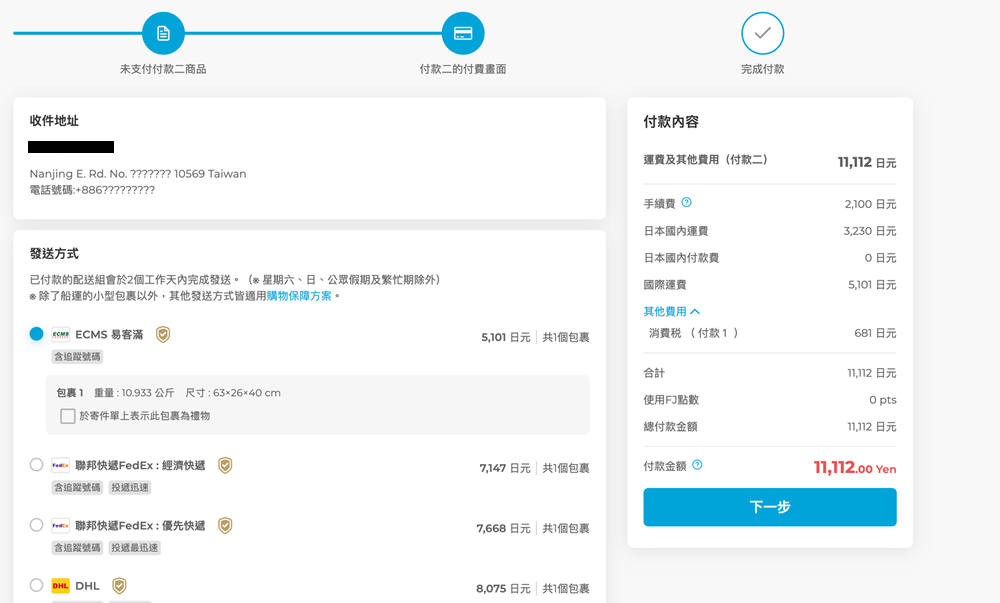 未支付付款二商品
付款二的付費畫面
完成付款
收件地址
Nanjing E. Rd. No. ??????? 10569 Taiwan
電話號碼:+886?????????
發送方式
已付款的配送組會於2個工作天內完成發送。（※ 星期六、日、公眾假期及繁忙期除外）
※ 除了船運的小型包裹以外，其他發送方式皆適用購物保障方案。
ECMS ECMS 易客滿 5,101 日元 共1個包裹
含追蹤號碼
包裹 1 重量 : 10.933 公斤 尺寸 : 63×26×40 cm
於寄件單上表示此包裹為禮物
FedEx 聯邦快遞FedEx : 經濟快遞 7,147 日元 共1個包裹
含追蹤號碼 投遞迅速
FedEx 聯邦快遞FedEx : 優先快遞 7,668 日元 共1個包裹
含追蹤號碼 投遞最迅速
DHL DHL 8,075 日元 共1個包裹
付款內容
運費及其他費用（付款二） 11,112 日元
手續費 ? 2,100 日元
日本國內運費 3,230 日元
日本國內付款費 0 日元
國際運費 5,101 日元
其他費用
消費稅 （ 付款 1 ） 681 日元
合計 11,112 日元
使用FJ點數 0 pts
總付款金額 11,112 日元
付款金額 ? 11,112.00 Yen
下一步